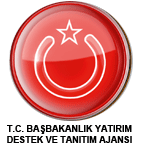 T.C. BAŞBAKANLIK YATIRIM
DESTEK VE TANITIM AJANSI